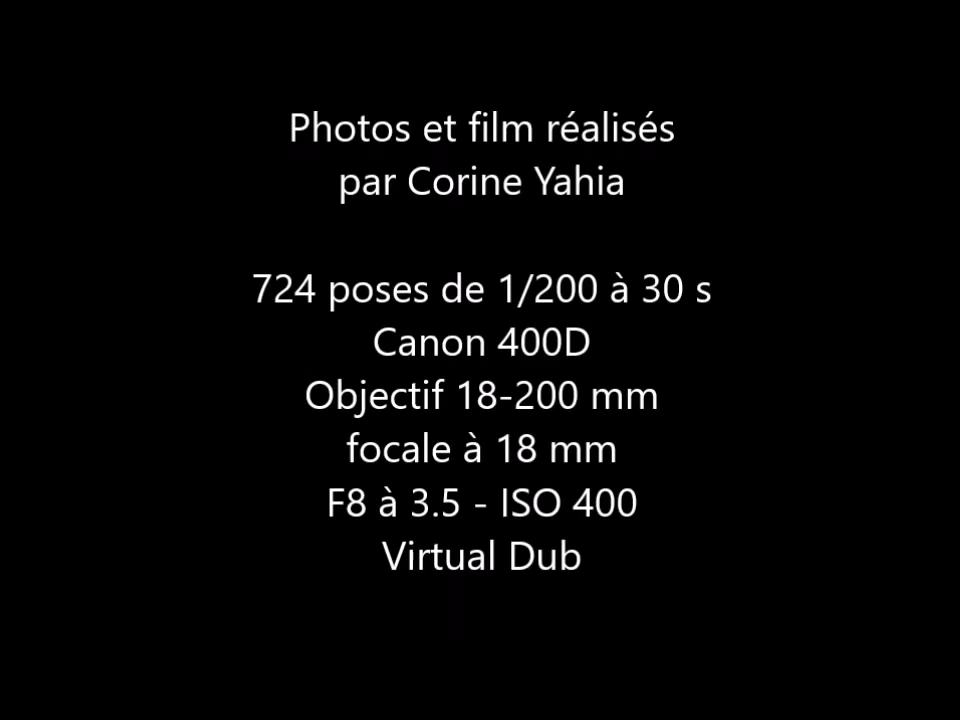 Photos et film réalisés
par Corine Yahia
724 poses de 1/200 à 30 s
Canon 400D
Objectif 18-200 mm
focale à 18 mm
F8 à 3.5 - ISO 400
Virtual Dub